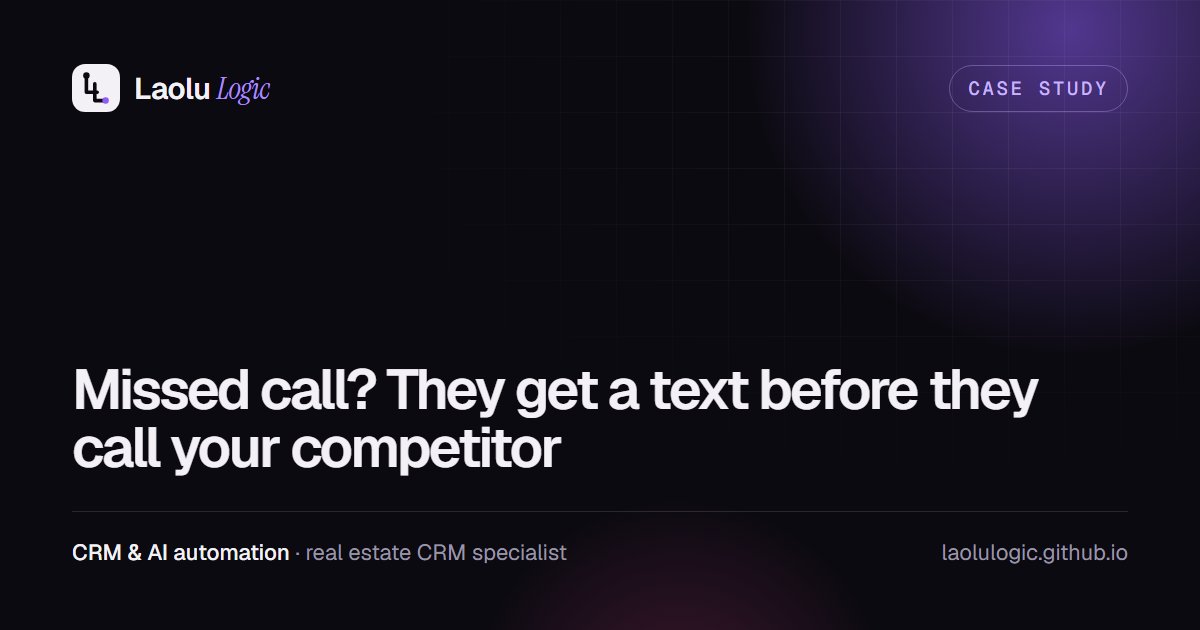 Laolu Logic
CASE STUDY
Missed call? They get a text before they
call your competitor
CRM & AI automation · real estate CRM specialist
laolulogic.github.io